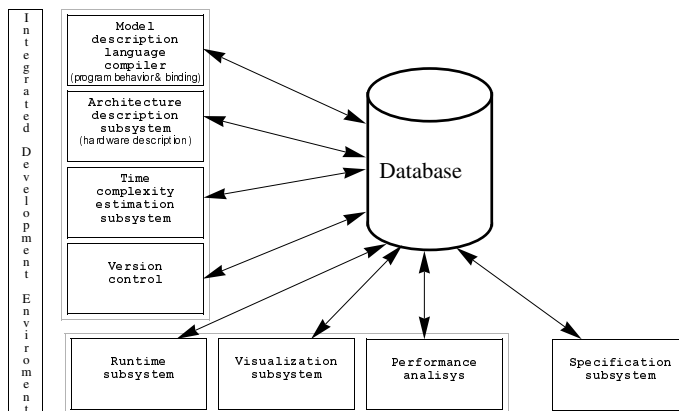 Integrated Development Enviroment
Model
description
language
compiler
(program behavior & binding)
Architecture
description
subsystem
(hardware description)
Time
complexity
estimation
subsystem
Version
control
Database
Runtime
subsystem
Visualization
subsystem
Performance
analisys
Specification
subsystem